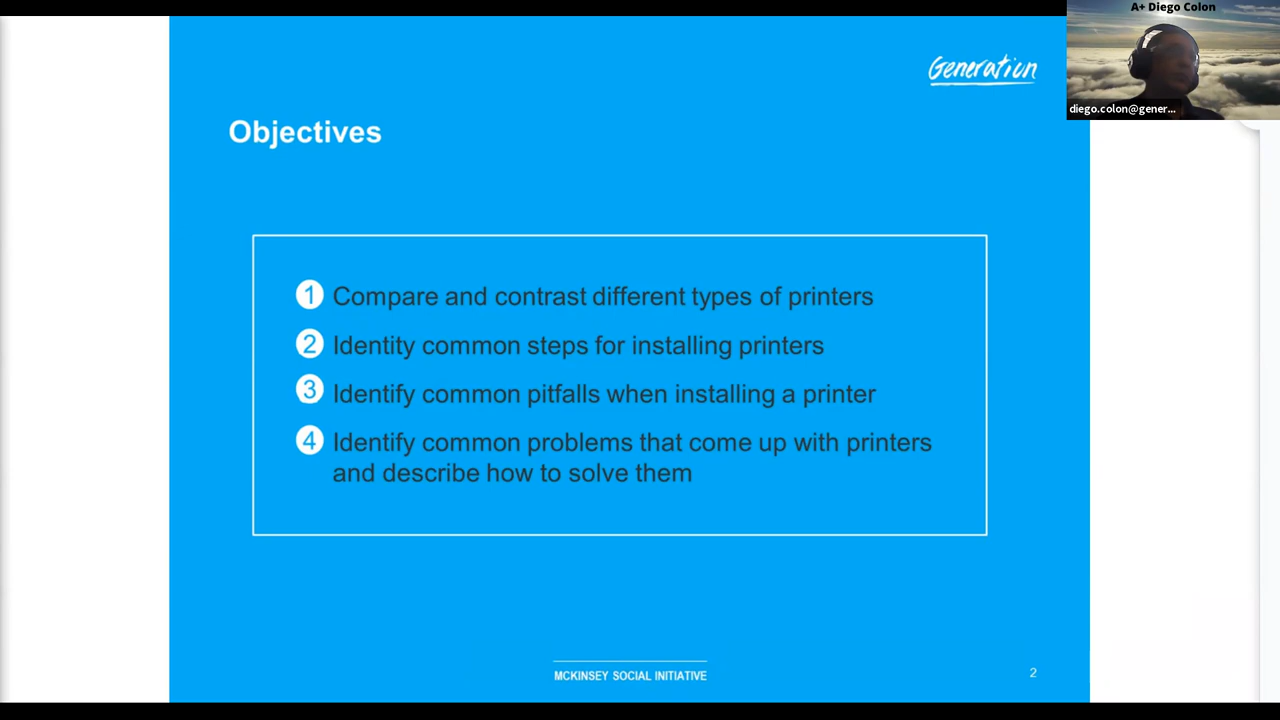 A+ Diego Colon
diego.colon@gener...
Generation
Objectives
1 Compare and contrast different types of printers
2 Identity common steps for installing printers
3 Identify common pitfalls when installing a printer
4 Identify common problems that come up with printers
and describe how to solve them
MCKINSEY SOCIAL INITIATIVE
2